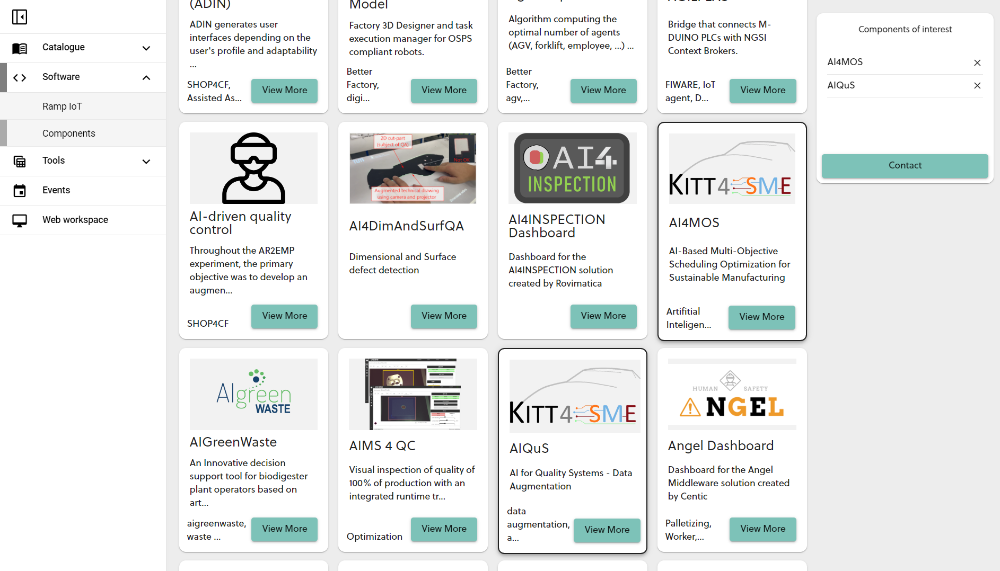 Catalogue
Software
Ramp IoT
Components
Tools
Events
Web workspace
(ADIN)
ADIN generates user
interfaces depending on the
user's profile and adaptability
...
SHOP4CF,
Assisted As...
View More
Model
Factory 3D Designer and task
execution manager for OSPS
compliant robots.
Better
Factory,
digi...
View More
Algorithm computing the
optimal number of agents
(AGV, forklift, employee, ...) ...
Better
Factory,
agv,...
View More
Bridge that connects M-
DUINO PLCs with NGSI
Context Brokers.
FIWARE, IoT
agent, D...
View More
AI-driven quality
control
Throughout the AR2EMP
experiment, the primary
objective was to develop an
augmen...
SHOP4CF
View More
2D cut-part
(subject of QA)
Not OK
Augmented technical drawing
using camera and projector
AI4DimAndSurfQA
Dimensional and Surface
defect detection
View More
AI4
INSPECTION
AI4INSPECTION
Dashboard
Dashboard for the
AI4INSPECTION solution
created by Rovimatica
View More
KITT4SME
AI4MOS
AI-Based Multi-Objective
Scheduling Optimization for
Sustainable Manufacturing
Artifitial
Inteligen...
View More
AIgreen
WASTE
AIGreenWaste
An Innovative decision
support tool for biodigester
plant operators based on
art...
aigreenwaste,
waste ...
View More
AIMS 4 QC
Visual inspection of quality of
100% of production with an
integrated runtime tr...
Optimization
View More
KITT4SME
AIQuS
AI for Quality Systems - Data
Augmentation
data
augmentation,
a...
View More
HUMAN SAFETY
NGEL
Angel Dashboard
Dashboard for the Angel
Middleware solution created
by Centic
Palletizing,
Worker,...
View More
Components of interest
AI4MOS
AIQuS
Contact